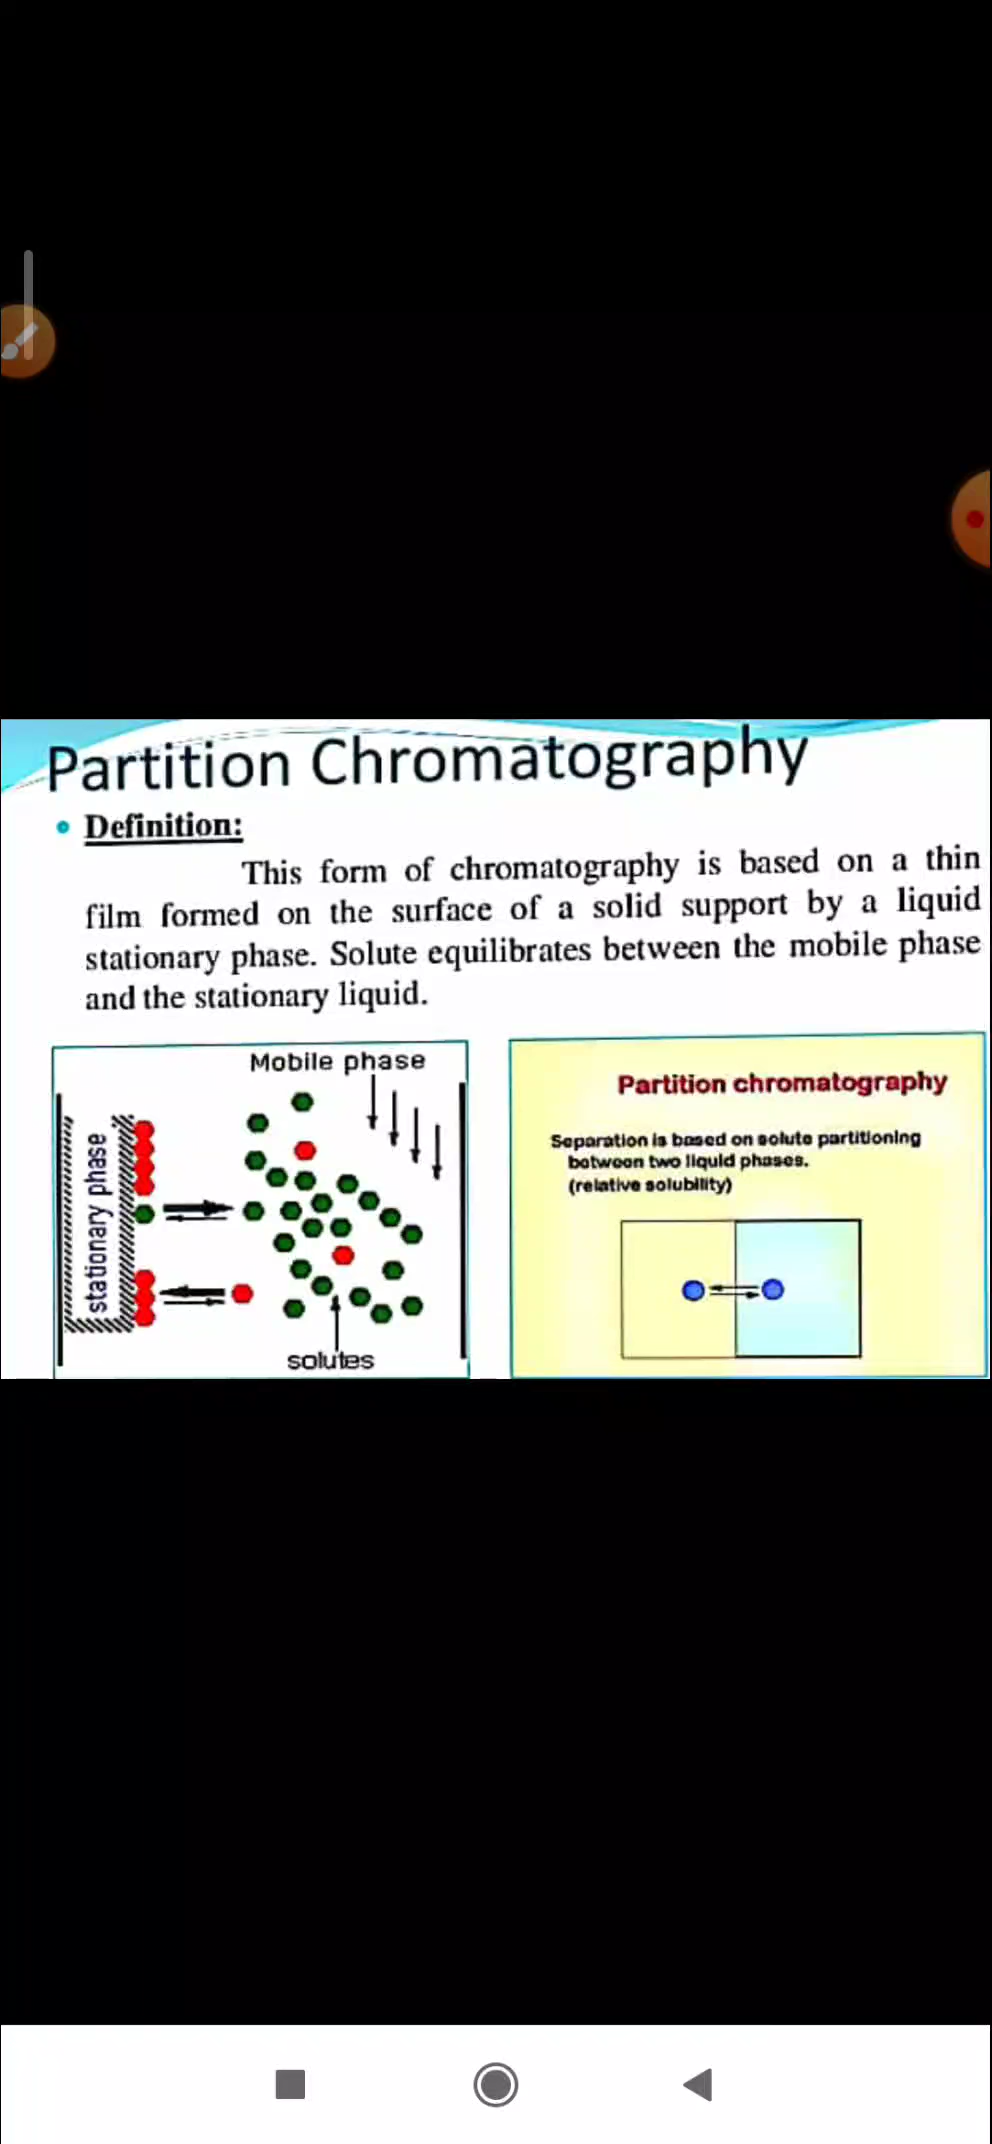 Partition Chromatography
• Definition:
This form of chromatography is based on a thin
film formed on the surface of a solid support by a liquid
stationary phase. Solute equilibrates between the mobile phase
and the stationary liquid.
Mobile phase
stationary phase
solutes
Partition chromatography
Separation is based on solute partitioning
between two liquid phases.
(relative solubility)